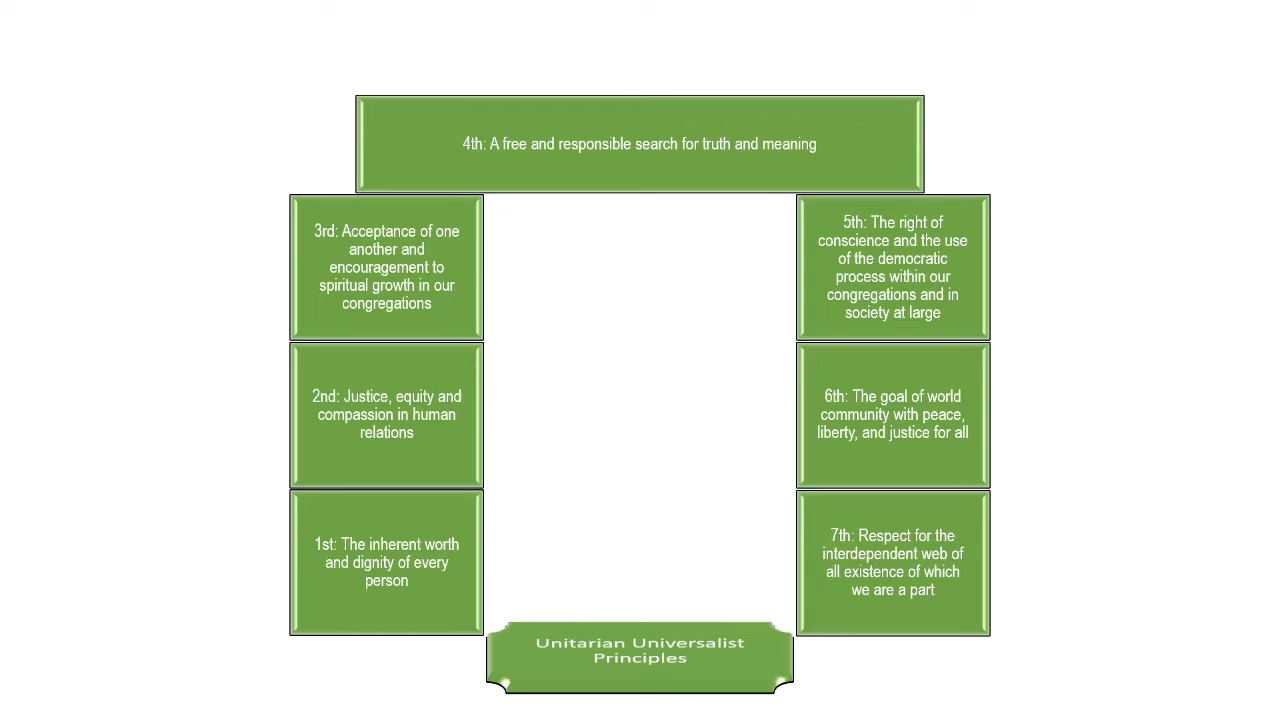 4th: A free and responsible search for truth and meaning
3rd: Acceptance of one
another and
encouragement to
spiritual growth in our
congregations
5th: The right of
conscience and the use
of the democratic
process within our
congregations and in
society at large
2nd: Justice, equity and
compassion in human
relations
6th: The goal of world
community with peace,
liberty, and justice for all
1st: The inherent worth
and dignity of every
person
7th: Respect for the
interdependent web of
all existence of which
we are a part
Unitarian Universalist
Principles